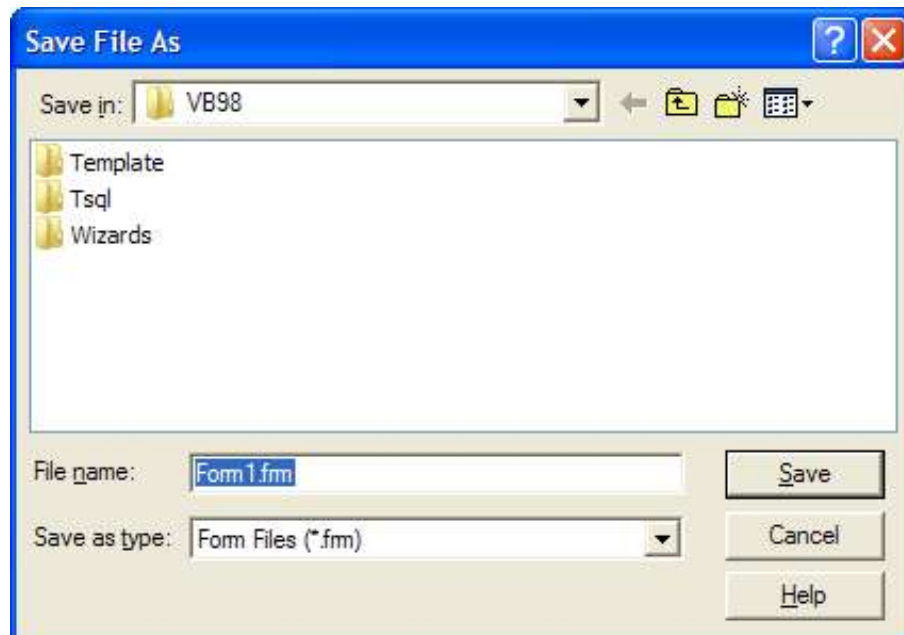 Save File As
Save in: VB98
Template
Tsql
Wizards
File name: Form1.frm Save
Save as type: Form Files (*.frm) Cancel
Help